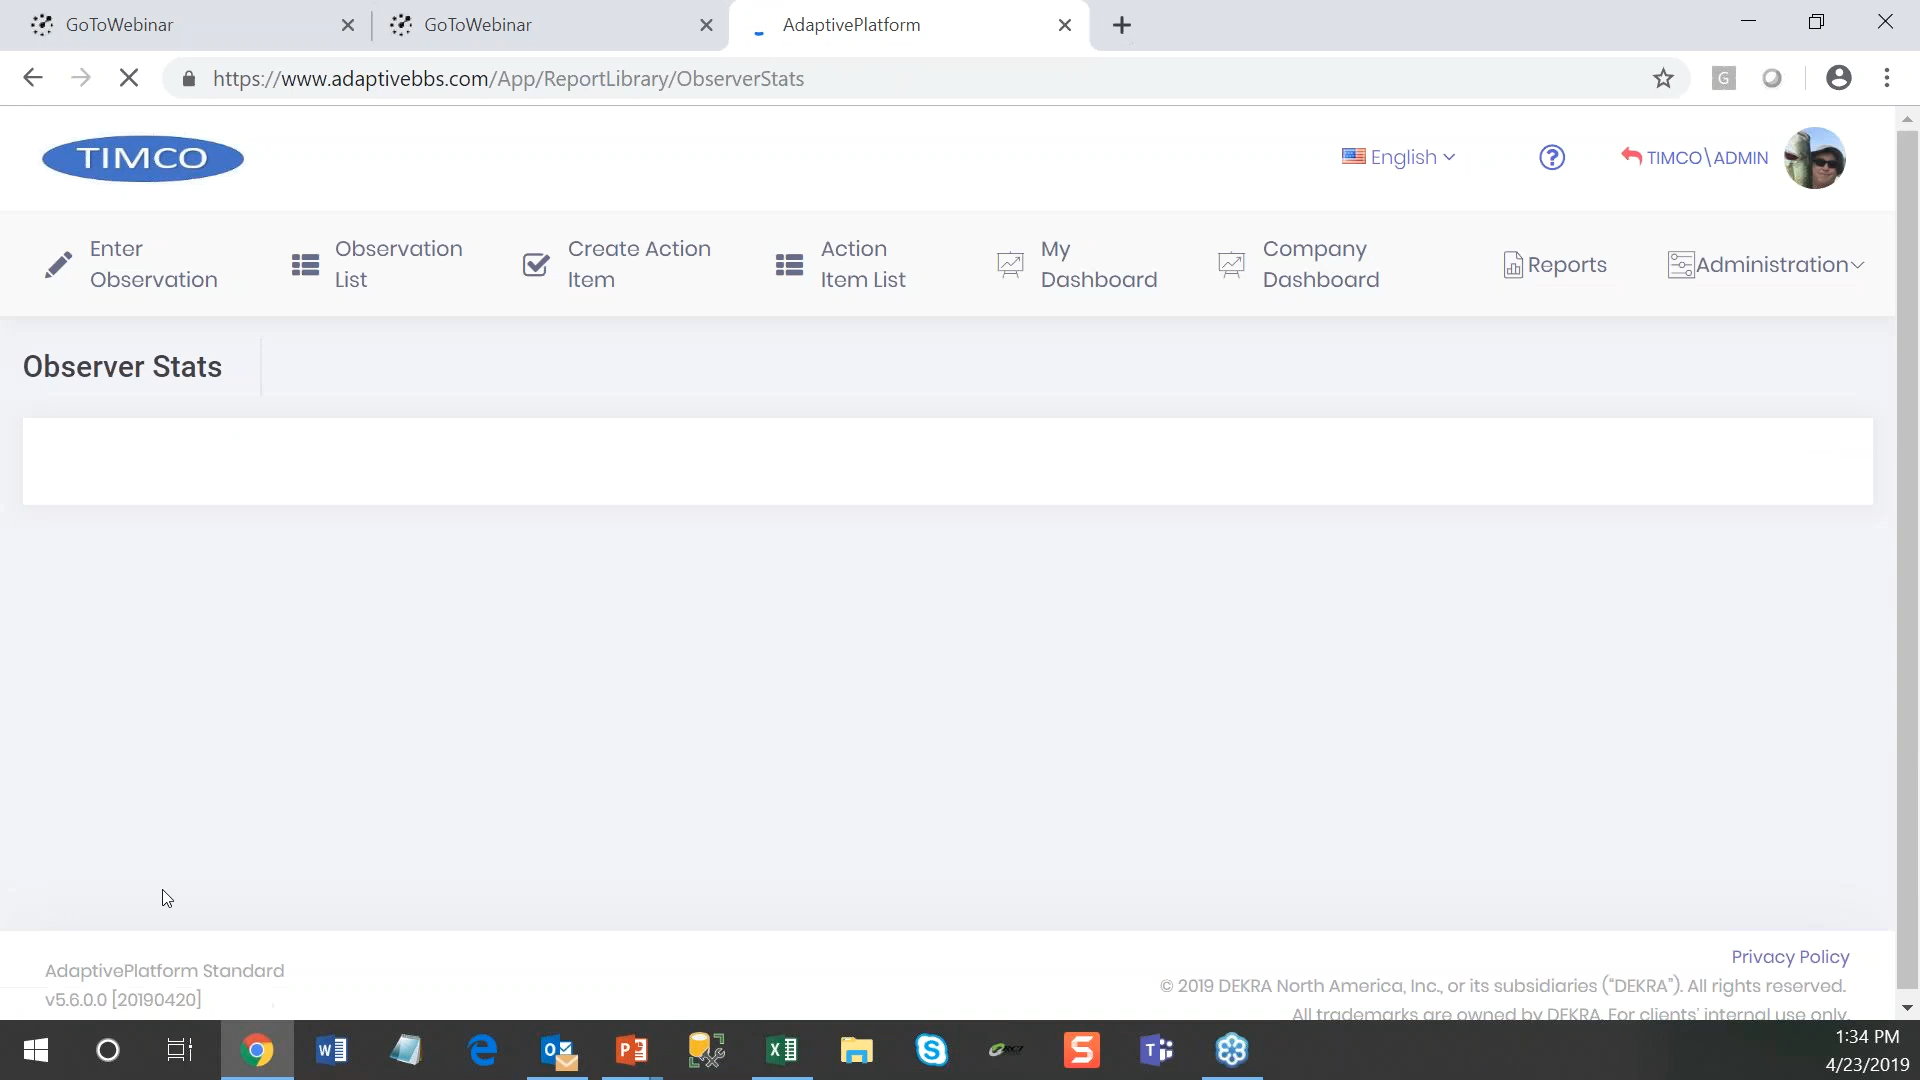 GoToWebinar
GoToWebinar
AdaptivePlatform
https://www.adaptivebbs.com/App/ReportLibrary/ObserverStats
G
TIMCO
English
?
TIMCO\ADMIN
Enter
Observation
Observation
List
Create Action
Item
Action
Item List
My
Dashboard
Company
Dashboard
Reports
Administration
Observer Stats
Privacy Policy
AdaptivePlatform Standard
v5.6.0.0 [20190420]
© 2019 DEKRA North America, Inc., or its subsidiaries (“DEKRA”). All rights reserved.
All trademarks are owned by DEKRA. For clients' internal use only.
1:34 PM
4/23/2019